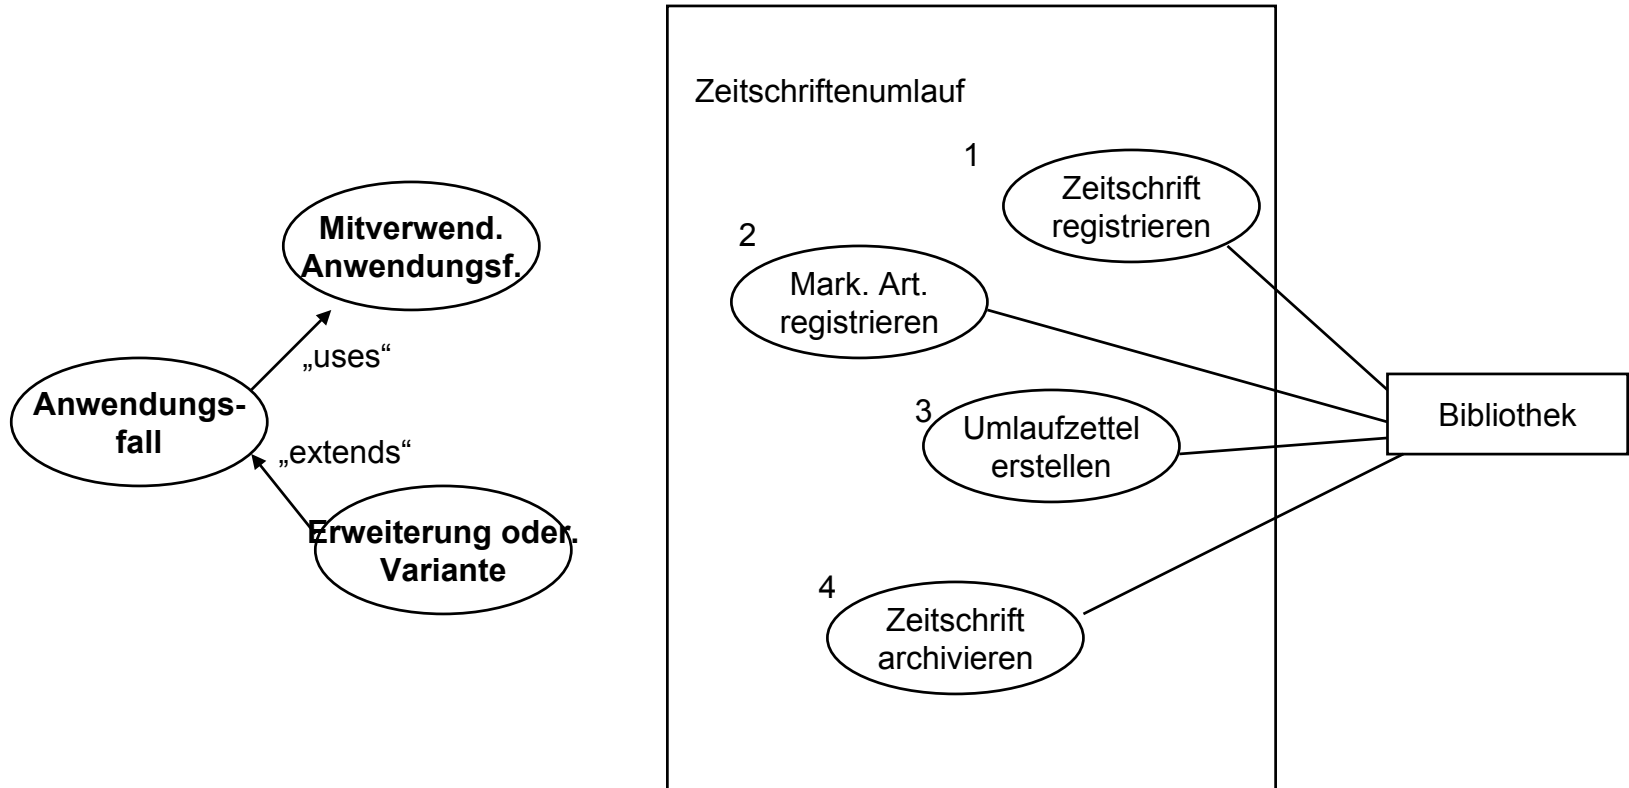 Mitverwend.
Anwendungsf.
„uses“
Anwendungs-
fall
„extends“
Erweiterung oder.
Variante
Zeitschriftenumlauf
1
Zeitschrift
registrieren
2
Mark. Art.
registrieren
3
Umlaufzettel
erstellen
4
Zeitschrift
archivieren
Bibliothek